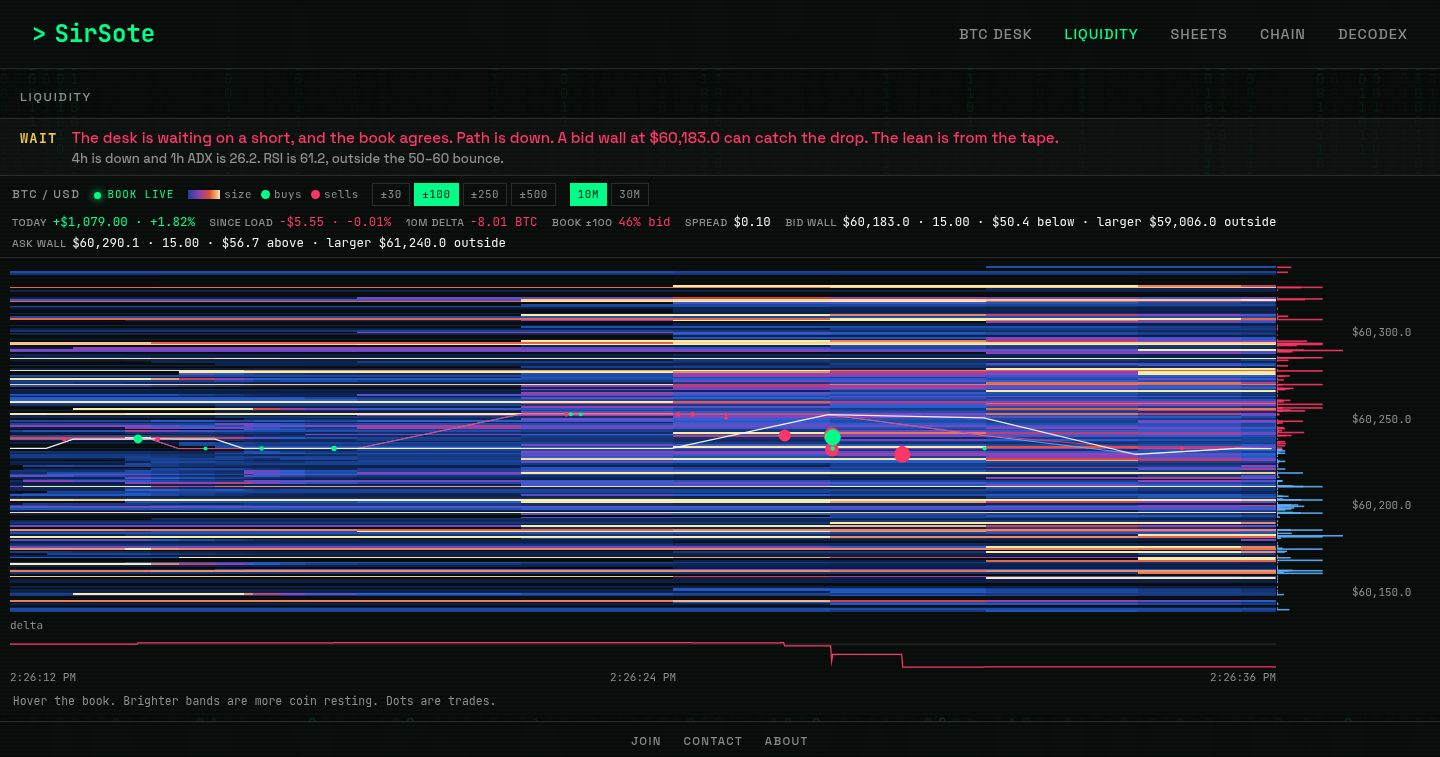 > SirSote
BTC DESK LIQUIDITY SHEETS CHAIN DECODEX
LIQUIDITY
WAIT The desk is waiting on a short, and the book agrees. Path is down. A bid wall at $60,183.0 can catch the drop. The lean is from the tape.
4h is down and 1h ADX is 26.2. RSI is 61.2, outside the 50–60 bounce.
BTC / USD BOOK LIVE size buys sells ±30 ±100 ±250 ±500 10M 30M
TODAY +$1,079.00 · +1.82% SINCE LOAD -$5.55 · -0.01% 10M DELTA -8.01 BTC BOOK ±100 46% bid SPREAD $0.10 BID WALL $60,183.0 · 15.00 · $50.4 below · larger $59,006.0 outside
ASK WALL $60,290.1 · 15.00 · $56.7 above · larger $61,240.0 outside
$60,300.0
$60,250.0
$60,200.0
$60,150.0
delta
2:26:12 PM 2:26:24 PM 2:26:36 PM
Hover the book. Brighter bands are more coin resting. Dots are trades.
JOIN CONTACT ABOUT